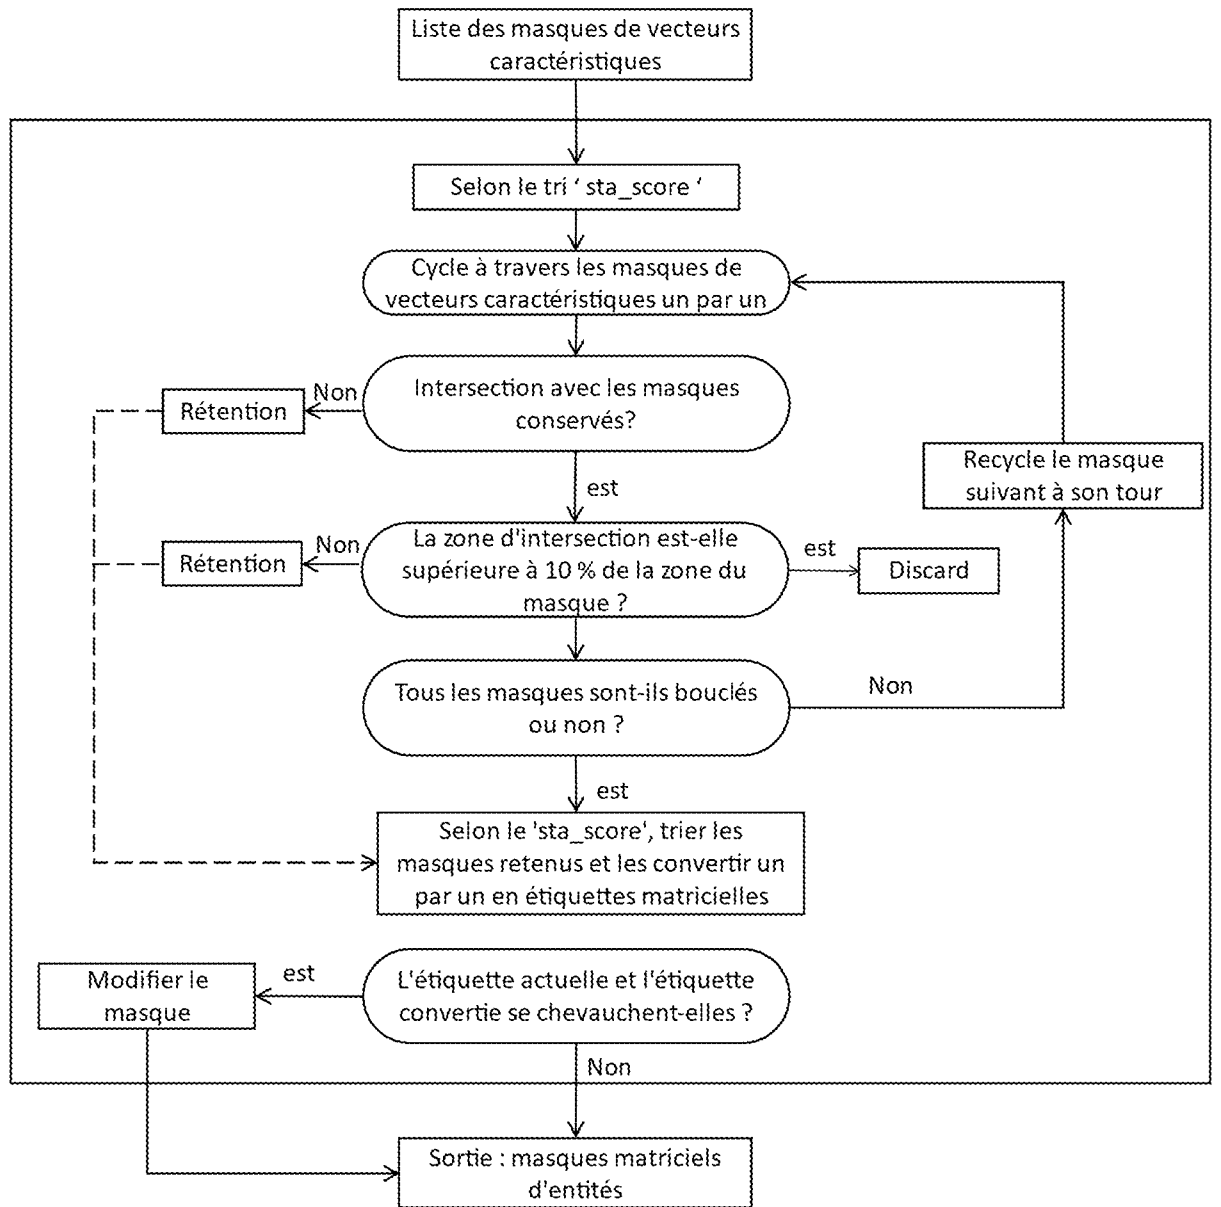 Liste des masques de vecteurs
caractéristiques
Selon le tri ‘ sta_score ‘
Cycle à travers les masques de
vecteurs caractéristiques un par un
Intersection avec les masques
conservés?
Non
Rétention
est
Recycle le masque
suivant à son tour
La zone d'intersection est-elle
supérieure à 10 % de la zone du
masque ?
Non
Rétention
est
Discard
Tous les masques sont-ils bouclés
ou non ?
Non
est
Selon le 'sta_score', trier les
masques retenus et les convertir un
par un en étiquettes matricielles
L'étiquette actuelle et l'étiquette
convertie se chevauchent-elles ?
est
Modifier le
masque
Non
Sortie : masques matriciels
d'entités